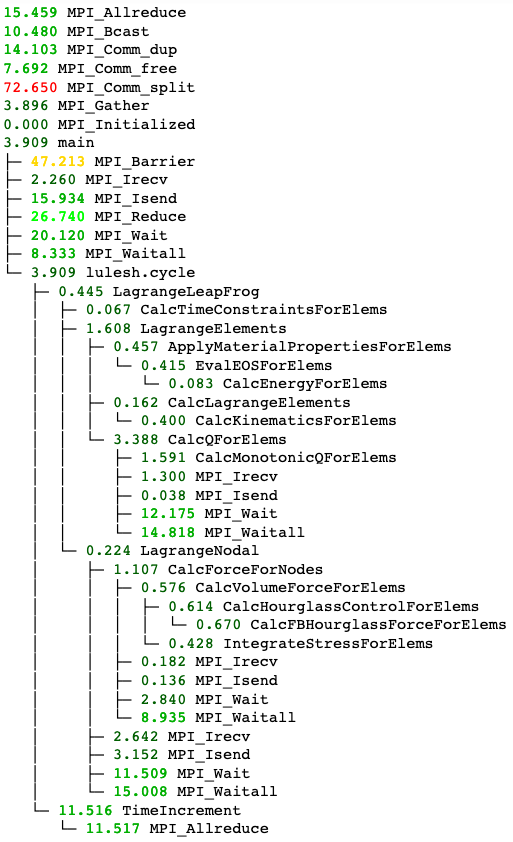 15.459 MPI_Allreduce
10.480 MPI_Bcast
14.103 MPI_Comm_dup
7.692 MPI_Comm_free
72.650 MPI_Comm_split
3.896 MPI_Gather
0.000 MPI_Initialized
3.909 main
├─ 47.213 MPI_Barrier
├─ 2.260 MPI_Irecv
├─ 15.934 MPI_Isend
├─ 26.740 MPI_Reduce
├─ 20.120 MPI_Wait
├─ 8.333 MPI_Waitall
└─ 3.909 lulesh.cycle
   ├─ 0.445 LagrangeLeapFrog
   │  ├─ 0.067 CalcTimeConstraintsForElems
   │  ├─ 1.608 LagrangeElements
   │  │  ├─ 0.457 ApplyMaterialPropertiesForElems
   │  │  │  └─ 0.415 EvalEOSForElems
   │  │  │     └─ 0.083 CalcEnergyForElems
   │  │  ├─ 0.162 CalcLagrangeElements
   │  │  │  └─ 0.400 CalcKinematicsForElems
   │  │  └─ 3.388 CalcQForElems
   │  │     ├─ 1.591 CalcMonotonicQForElems
   │  │     ├─ 1.300 MPI_Irecv
   │  │     ├─ 0.038 MPI_Isend
   │  │     ├─ 12.175 MPI_Wait
   │  │     └─ 14.818 MPI_Waitall
   │  └─ 0.224 LagrangeNodal
   │     ├─ 1.107 CalcForceForNodes
   │     │  ├─ 0.576 CalcVolumeForceForElems
   │     │  │  ├─ 0.614 CalcHourglassControlForElems
   │     │  │  │  └─ 0.670 CalcFBHourglassForceForElems
   │     │  │  └─ 0.428 IntegrateStressForElems
   │     │  ├─ 0.182 MPI_Irecv
   │     │  ├─ 0.136 MPI_Isend
   │     │  ├─ 2.840 MPI_Wait
   │     │  └─ 8.935 MPI_Waitall
   │     ├─ 2.642 MPI_Irecv
   │     ├─ 3.152 MPI_Isend
   │     ├─ 11.509 MPI_Wait
   │     └─ 15.008 MPI_Waitall
   └─ 11.516 TimeIncrement
      └─ 11.517 MPI_Allreduce